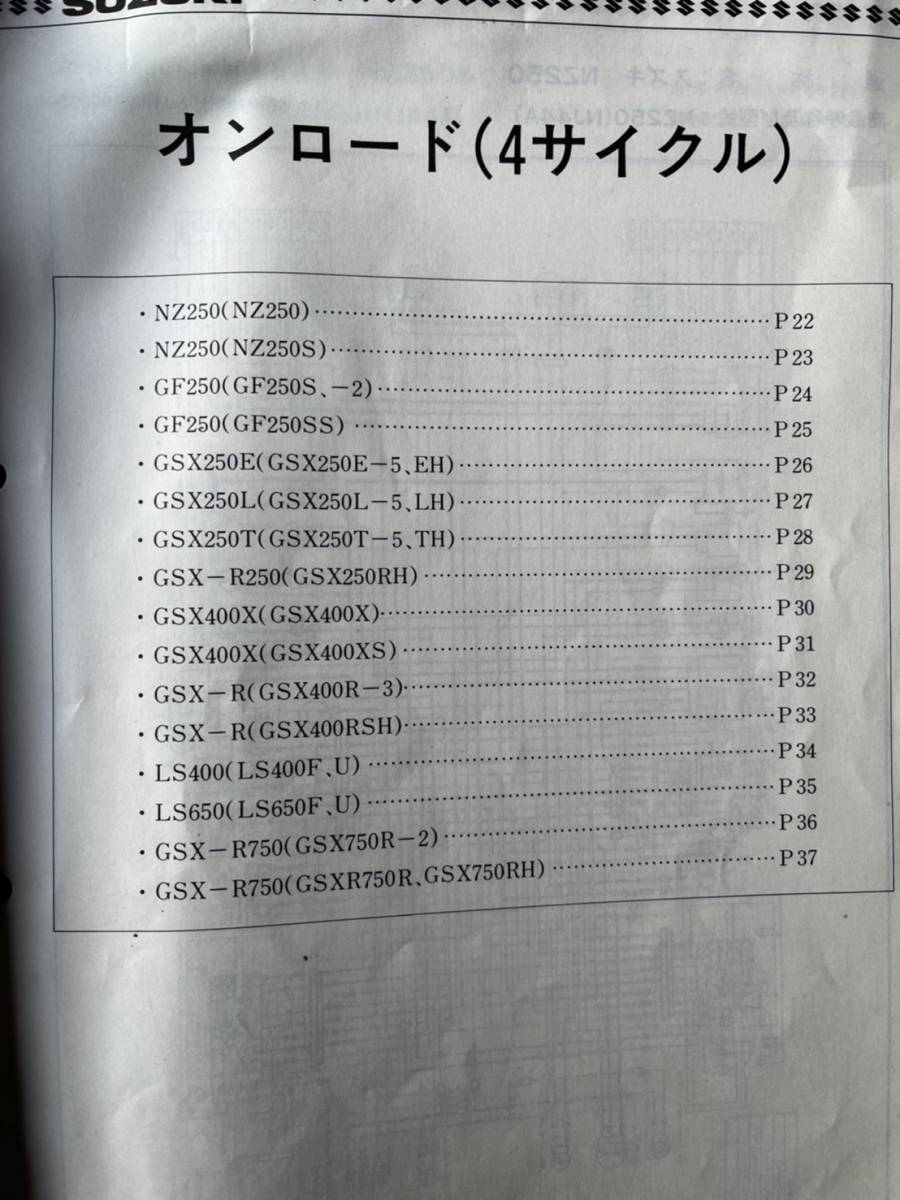 SUZUKI
オンロード(4サイクル)
・NZ250(NZ250)‥‥‥‥‥‥‥‥‥‥‥‥‥‥‥‥P22
・NZ250(NZ250S)‥‥‥‥‥‥‥‥‥‥‥‥‥‥‥‥P23
・GF250(GF250S、－2)‥‥‥‥‥‥‥‥‥‥‥‥‥‥P24
・GF250(GF250SS)‥‥‥‥‥‥‥‥‥‥‥‥‥‥‥P25
・GSX250E(GSX250E－5、EH)‥‥‥‥‥‥‥‥‥‥‥P26
・GSX250L(GSX250L－5、LH)‥‥‥‥‥‥‥‥‥‥‥P27
・GSX250T(GSX250T－5、TH)‥‥‥‥‥‥‥‥‥‥‥P28
・GSX－R250(GSX250RH)‥‥‥‥‥‥‥‥‥‥‥‥P29
・GSX400X(GSX400X)‥‥‥‥‥‥‥‥‥‥‥‥‥‥P30
・GSX400X(GSX400XS)‥‥‥‥‥‥‥‥‥‥‥‥‥P31
・GSX－R(GSX400R－3)‥‥‥‥‥‥‥‥‥‥‥‥‥P32
・GSX－R(GSX400RSH)‥‥‥‥‥‥‥‥‥‥‥‥‥P33
・LS400(LS400F、U)‥‥‥‥‥‥‥‥‥‥‥‥‥‥P34
・LS650(LS650F、U)‥‥‥‥‥‥‥‥‥‥‥‥‥‥P35
・GSX－R750(GSX750R－2)‥‥‥‥‥‥‥‥‥‥‥P36
・GSX－R750(GSXR750R、GSX750RH)‥‥‥‥‥‥‥P37